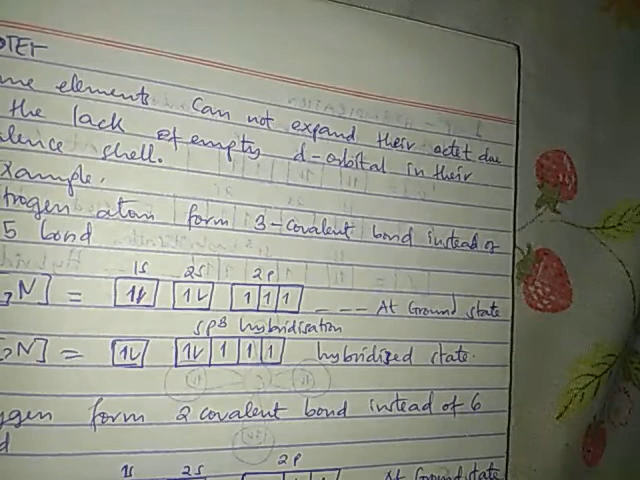 OTE!
me elements can not expand their octet due
the lack of empty d-orbital in their
lence shell.
xample,
trogen atom form 3-covalent bond instead of
5 bond
1s 2s 2p
[7N] = 1↓ 1↓ 1 1 1 --- At Ground state
sp3 hybridisation
[7N] = 1↓ 1↓ 1 1 1 hybridized state.
ygen form 2 covalent bond instead of 6
d
1s 2s 2p
At Ground state